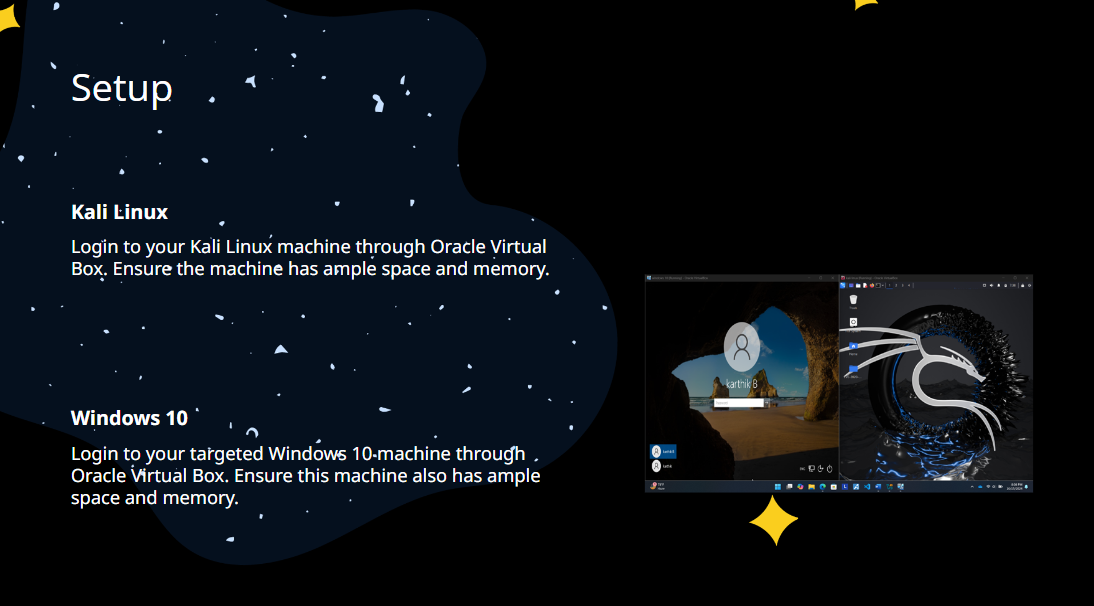 Setup
Kali Linux
Login to your Kali Linux machine through Oracle Virtual
Box. Ensure the machine has ample space and memory.
karthik B
Windows 10
Login to your targeted Windows 10 machine through
Oracle Virtual Box. Ensure this machine also has ample
space and memory.